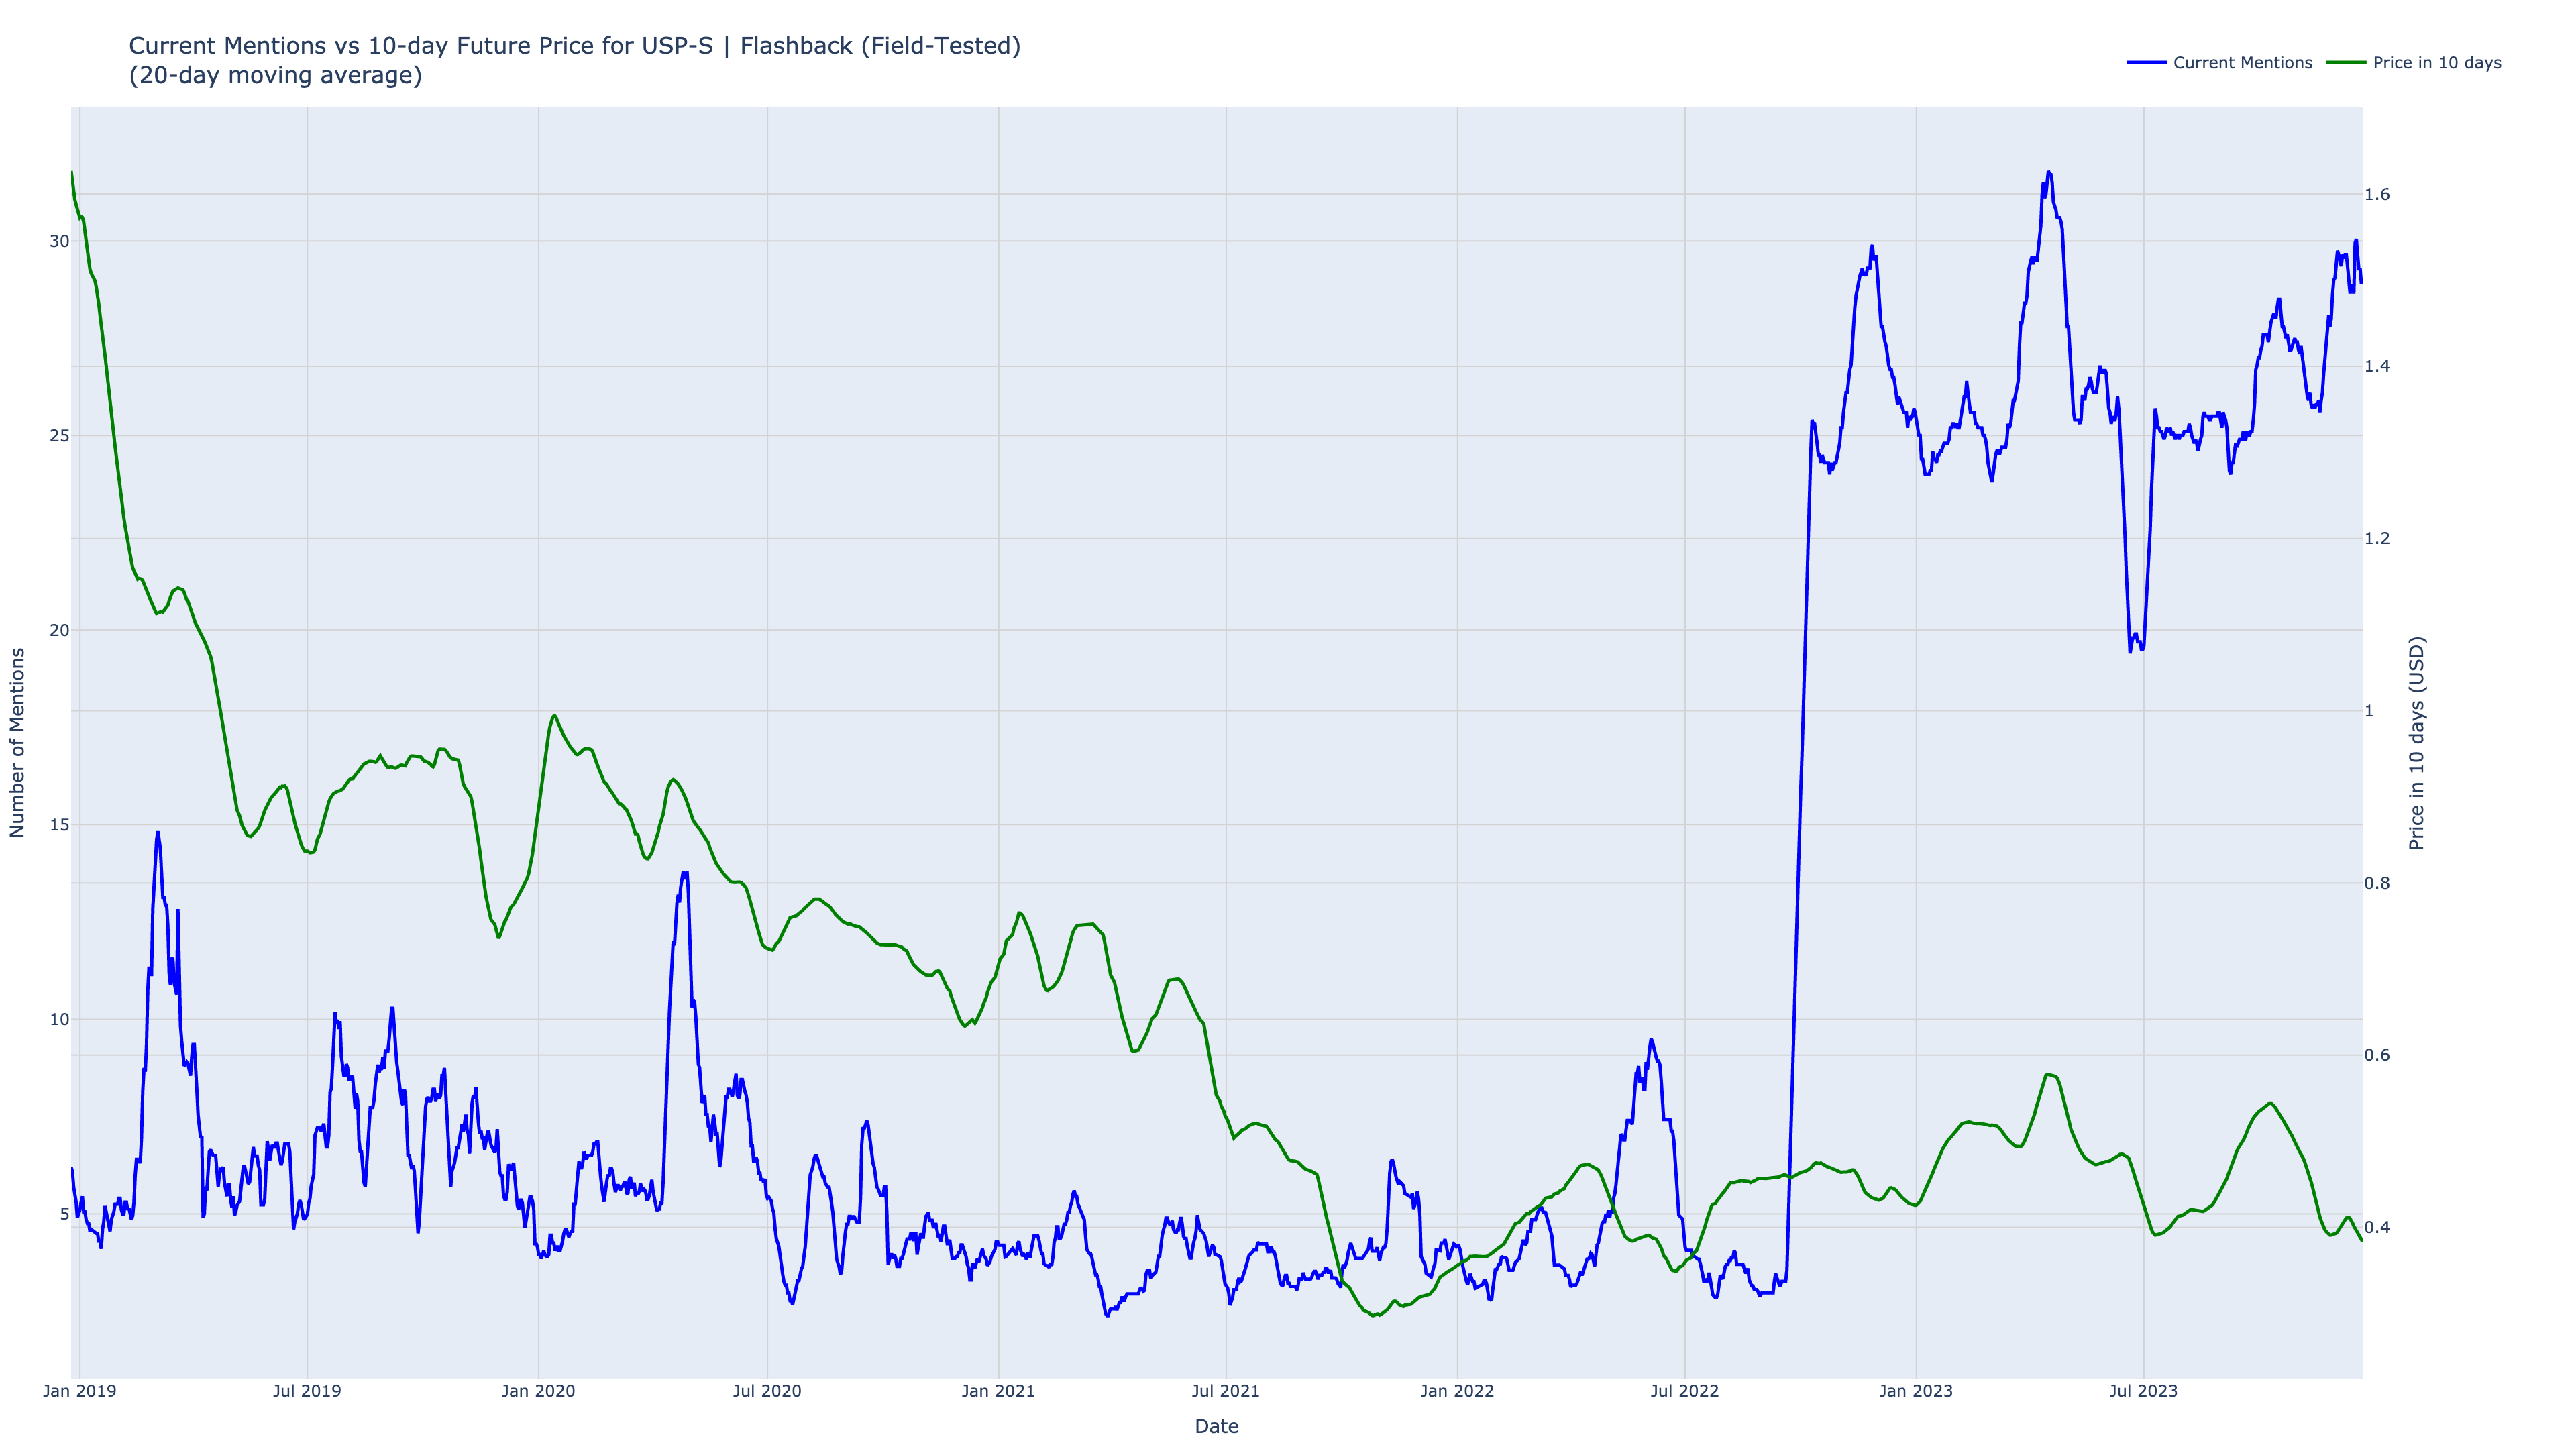 Current Mentions vs 10-day Future Price for USP-S | Flashback (Field-Tested)
(20-day moving average)
Current Mentions
Price in 10 days
30
25
20
15
10
5
Number of Mentions
1.6
1.4
1.2
1
0.8
0.6
0.4
Price in 10 days (USD)
Jan 2019
Jul 2019
Jan 2020
Jul 2020
Jan 2021
Jul 2021
Jan 2022
Jul 2022
Jan 2023
Jul 2023
Date